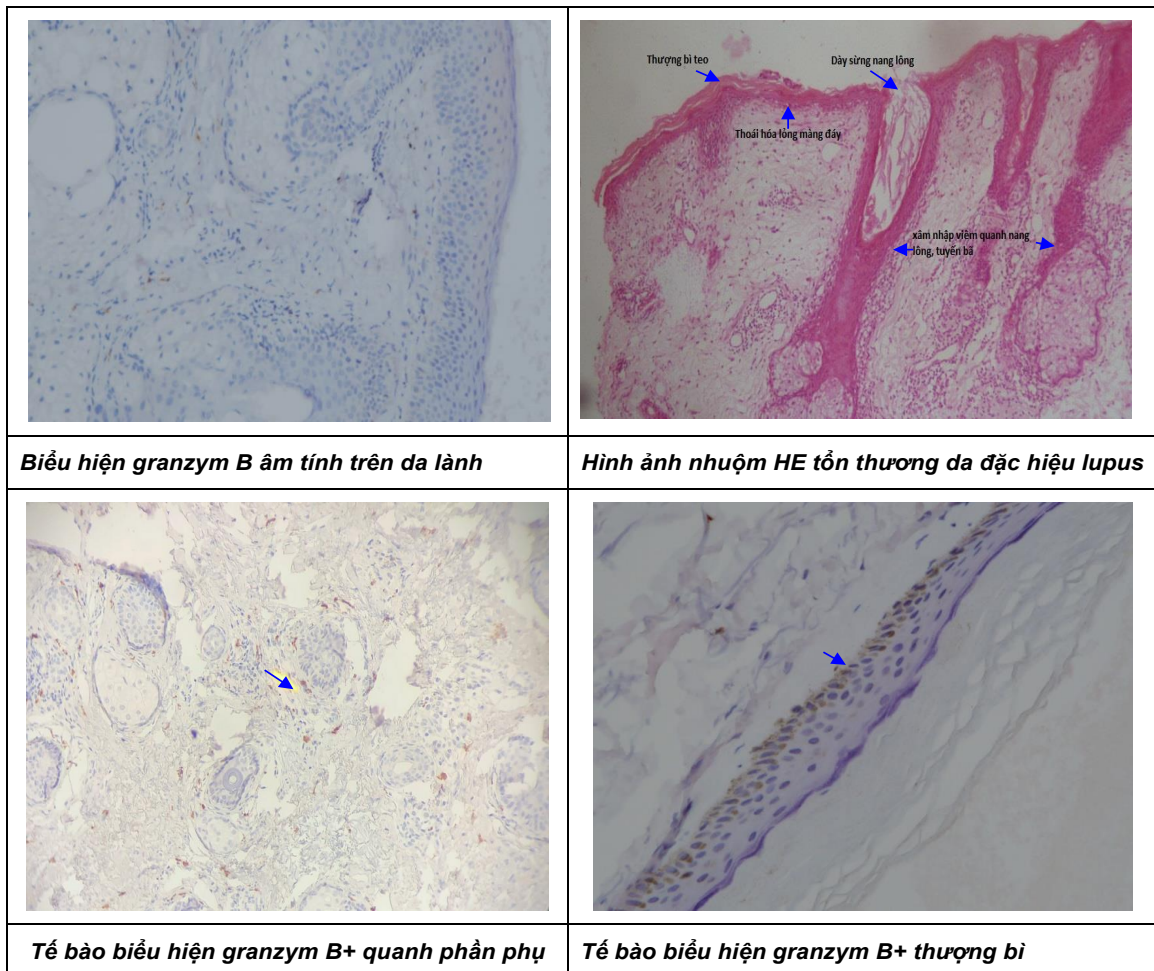 Thượng bì teo
Dày sừng nang lông
Thoái hóa lỏng màng đáy
xâm nhập viêm quanh nang
lông, tuyến bã
Biểu hiện granzym B âm tính trên da lành
Hình ảnh nhuộm HE tổn thương da đặc hiệu lupus
Tế bào biểu hiện granzym B+ quanh phần phụ
Tế bào biểu hiện granzym B+ thượng bì